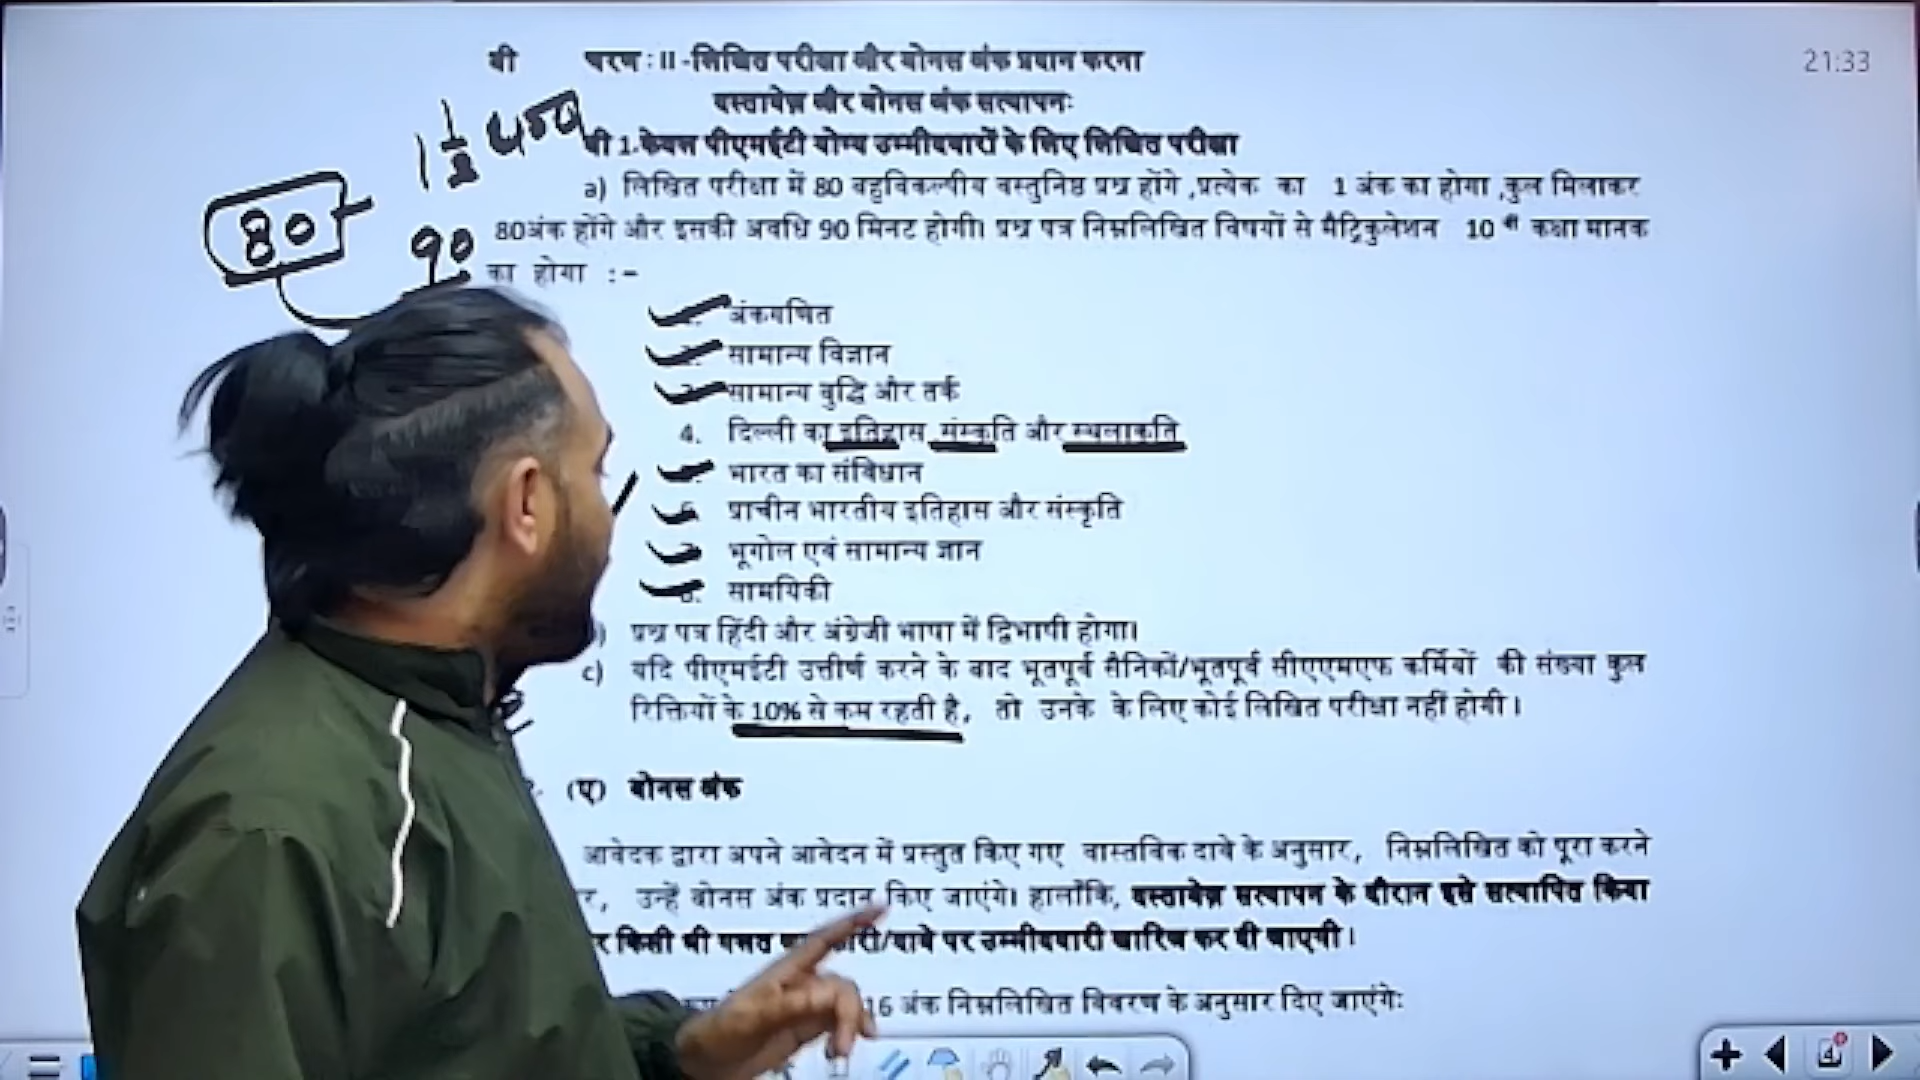 21:33
बी चरण : II -लिखित परीक्षा और बोनस अंक प्रदान करना
दस्तावेज़ और बोनस अंक सत्यापनः
1½ घण्टा
बी 1-केवल पीएमईटी योग्य उम्मीदवारों के लिए लिखित परीक्षा
a) लिखित परीक्षा में 80 बहुविकल्पीय वस्तुनिष्ठ प्रश्न होंगे ,प्रत्येक का 1 अंक का होगा ,कुल मिलाकर
80
80अंक होंगे और इसकी अवधि 90 मिनट होगी। प्रश्न पत्र निम्नलिखित विषयों से मैट्रिकुलेशन 10 वीं कक्षा मानक
90
का होगा :-
अंकगणित
सामान्य विज्ञान
सामान्य बुद्धि और तर्क
4. दिल्ली का इतिहास संस्कृति और स्थलाकृति
भारत का संविधान
प्राचीन भारतीय इतिहास और संस्कृति
भूगोल एवं सामान्य ज्ञान
8. सामयिकी
) प्रश्न पत्र हिंदी और अंग्रेजी भाषा में द्विभाषी होगा।
c) यदि पीएमईटी उत्तीर्ण करने के बाद भूतपूर्व सैनिकों/भूतपूर्व सीएएमएफ कर्मियों की संख्या कुल
रिक्तियों के 10% से कम रहती है, तो उनके के लिए कोई लिखित परीक्षा नहीं होगी ।
(ए) बोनस अंक
आवेदक द्वारा अपने आवेदन में प्रस्तुत किए गए वास्तविक दावे के अनुसार, निम्नलिखित को पूरा करने
र, उन्हें बोनस अंक प्रदान किए जाएंगे। हालाँकि, दस्तावेज़ सत्यापन के दौरान इसे सत्यापित किया
र किसी भी गलत /दावे पर उम्मीदवारी खारिज कर दी जाएगी ।
16 अंक निम्नलिखित विवरण के अनुसार दिए जाएंगेः
4